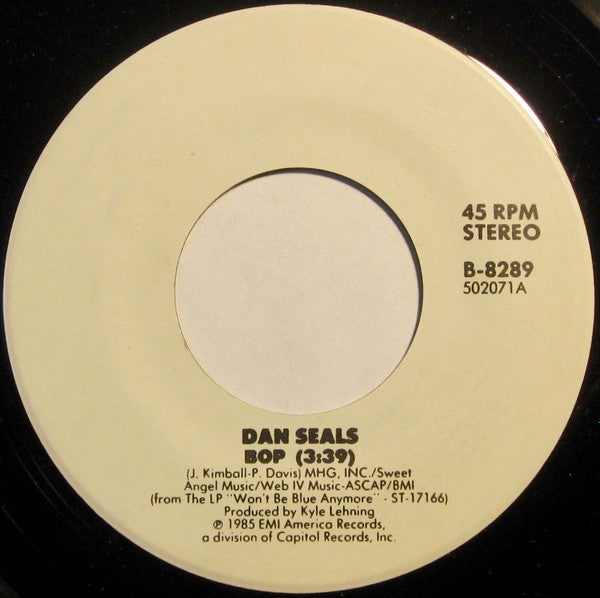 45 RPM
STEREO
B-8289
502071A
DAN SEALS
BOP (3:39)
(J. Kimball-P. Davis) MHG, INC./Sweet
Angel Music/Web IV Music-ASCAP/BMI
(from The LP "Won't Be Blue Anymore" - ST-17166)
Produced by Kyle Lehning
℗ 1985 EMI America Records,
a division of Capitol Records, Inc.